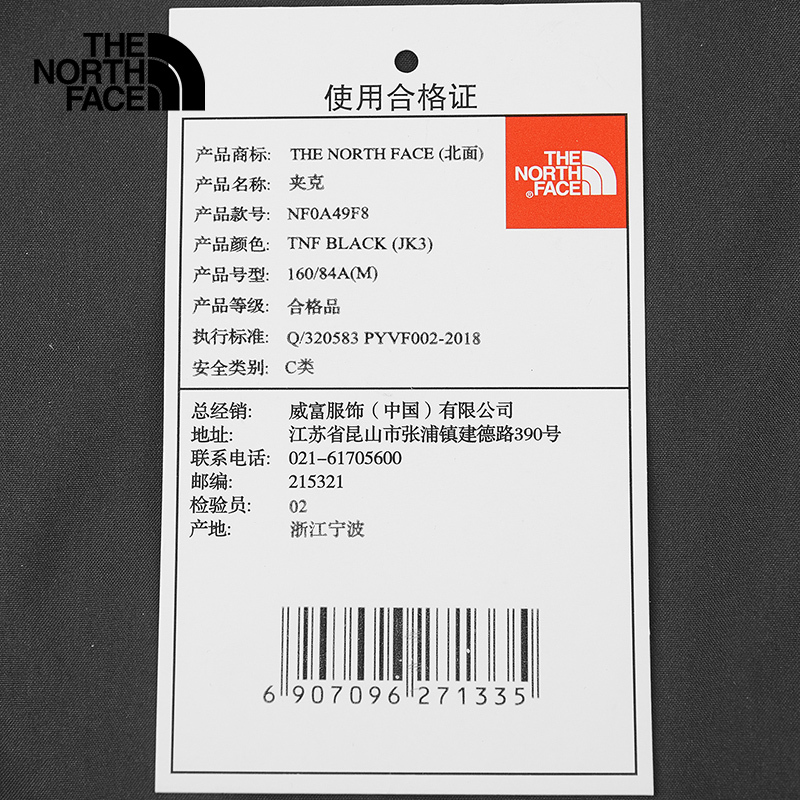 THE
NORTH
FACE
使用合格证
THE
NORTH
FACE
®
产品商标: THE NORTH FACE (北面)
产品名称: 夹克
产品款号: NF0A49F8
产品颜色: TNF BLACK (JK3)
产品号型: 160/84A(M)
产品等级: 合格品
执行标准: Q/320583 PYVF002-2018
安全类别: C类
总经销: 威富服饰（中国）有限公司
地址: 江苏省昆山市张浦镇建德路390号
联系电话: 021-61705600
邮编: 215321
检验员: 02
产地: 浙江宁波
6 907096 271335